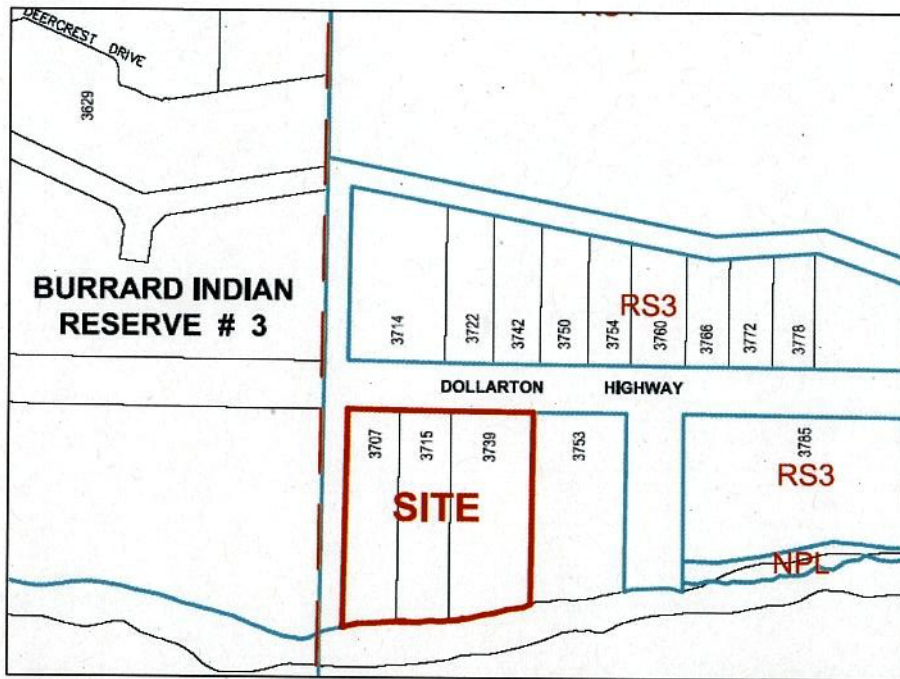 DEERCREST DRIVE
3629
BURRARD INDIAN
RESERVE # 3
RS3
3714
3722
3742
3750
3754
3760
3766
3772
3778
DOLLARTON HIGHWAY
3707
3715
3739
3753
3785
SITE
RS3
NPL